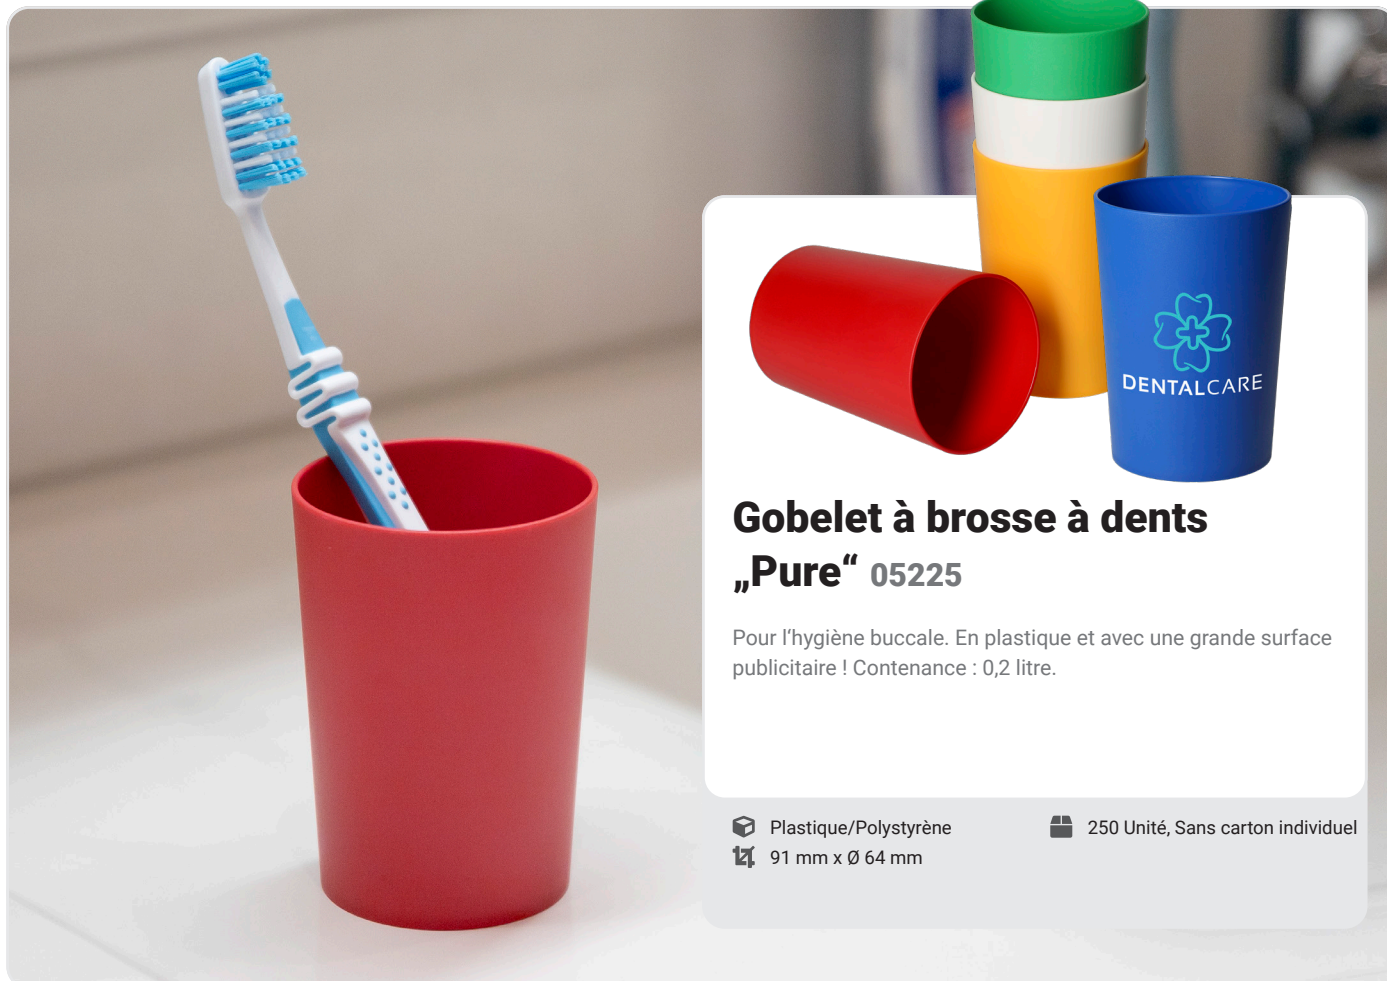 DENTALCARE
Gobelet à brosse à dents
„Pure“ 05225
Pour l‘hygiène buccale. En plastique et avec une grande surface
publicitaire ! Contenance : 0,2 litre.
Plastique/Polystyrène
250 Unité, Sans carton individuel
91 mm x Ø 64 mm